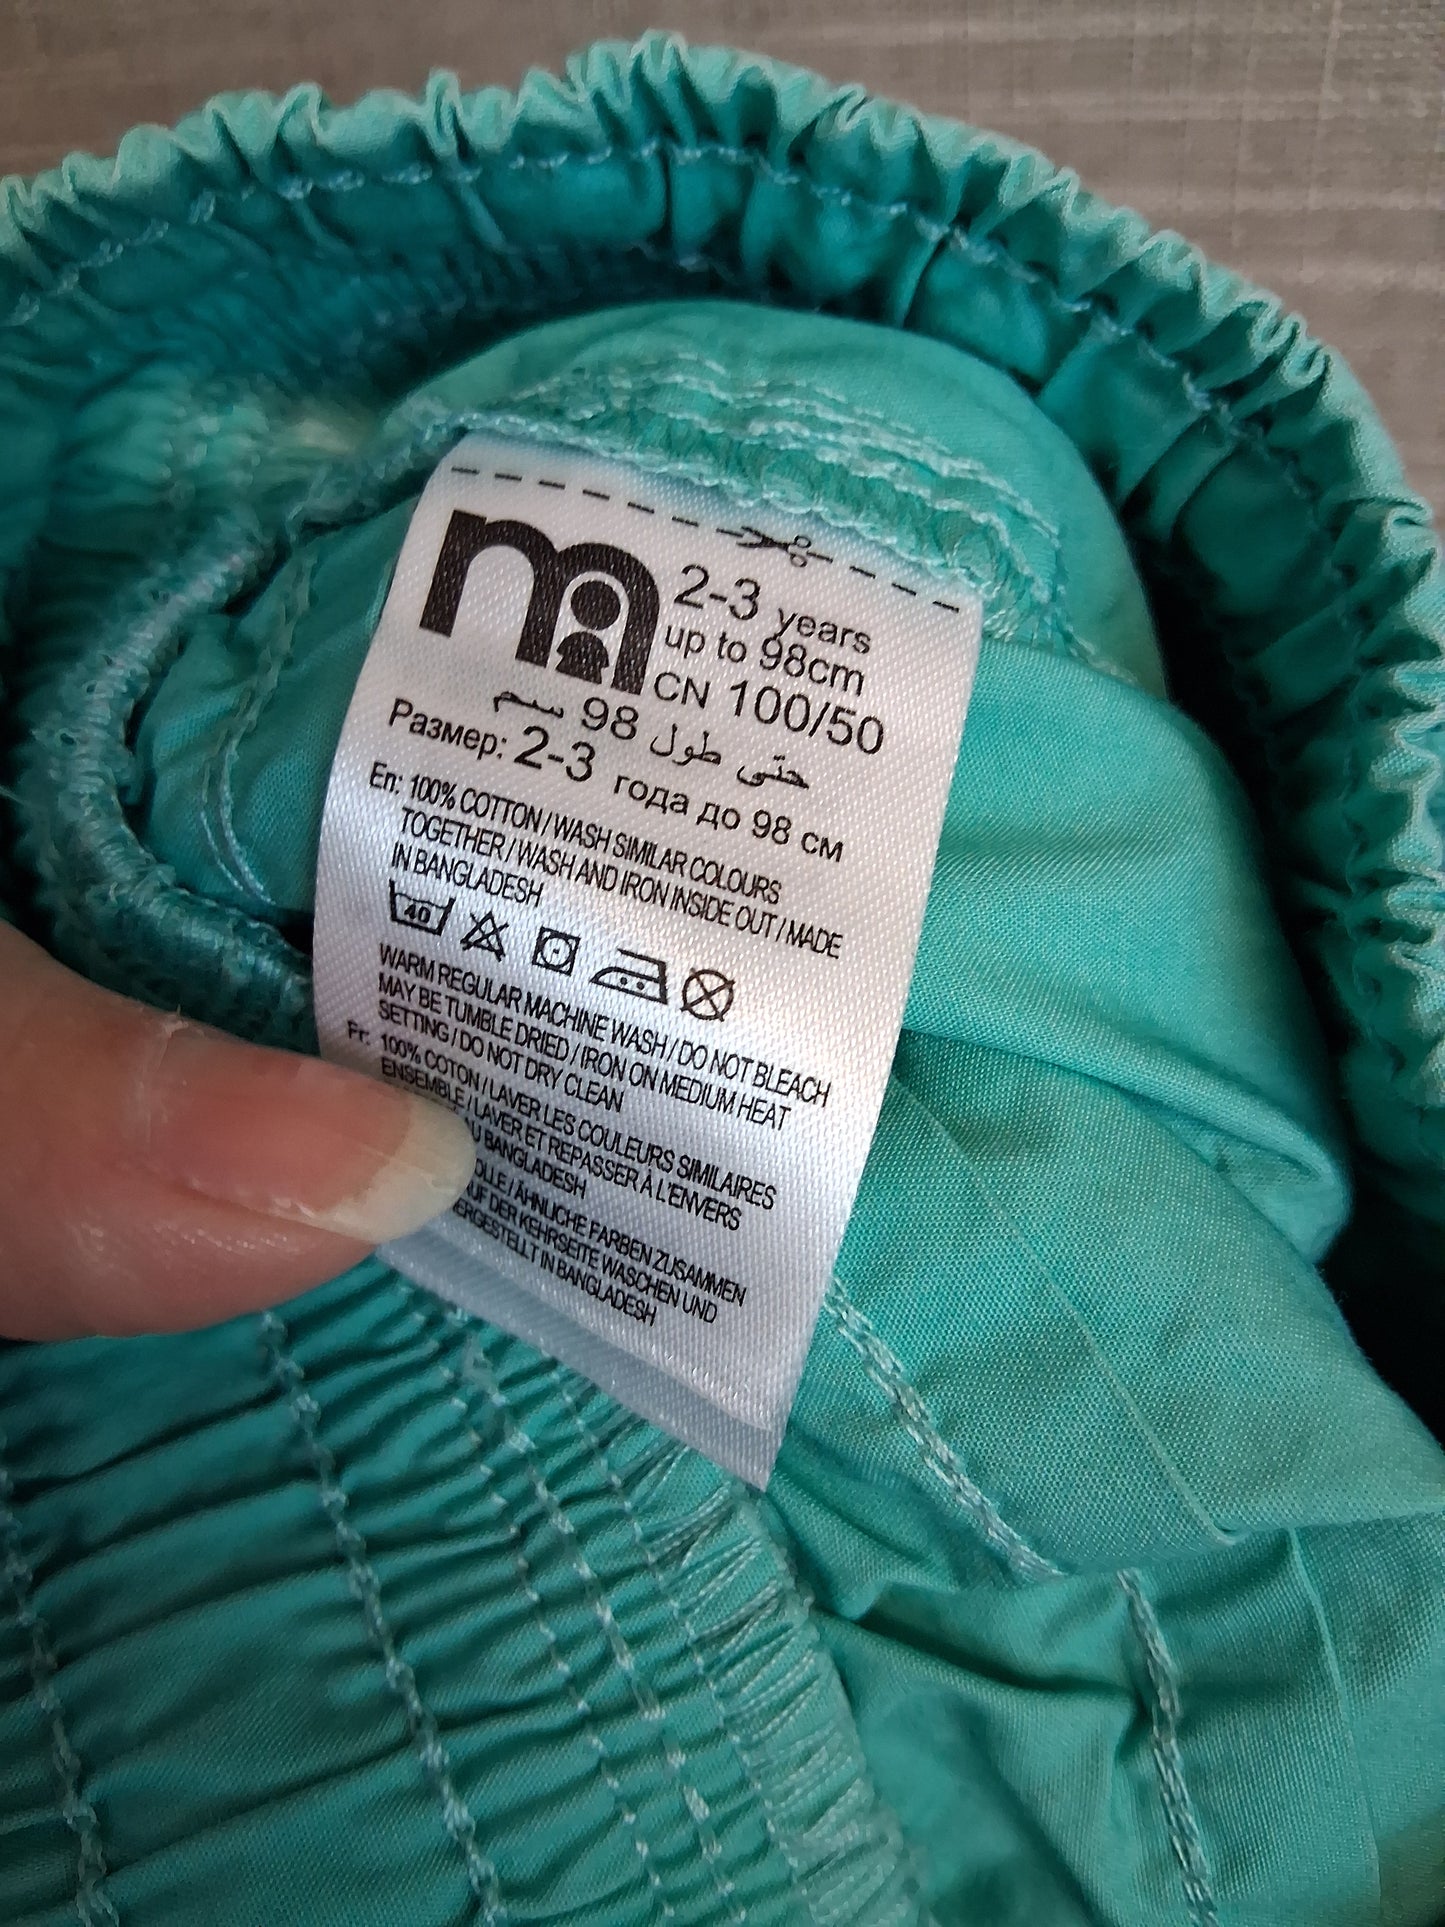 m
2-3 years
up to 98cm
CN 100/50
حتى طول 98 سم
Размер: 2-3 года до 98 см
En: 100% COTTON / WASH SIMILAR COLOURS
TOGETHER / WASH AND IRON INSIDE OUT / MADE
IN BANGLADESH
40
WARM REGULAR MACHINE WASH / DO NOT BLEACH
MAY BE TUMBLE DRIED / IRON ON MEDIUM HEAT
SETTING / DO NOT DRY CLEAN
Fr: 100% COTON / LAVER LES COULEURS SIMILAIRES
ENSEMBLE / LAVER ET REPASSER À L'ENVERS
AU BANGLADESH
/ ÄHNLICHE FARBEN ZUSAMMEN
AUF DER KEHRSEITE WASCHEN UND
HERGESTELLT IN BANGLADESH